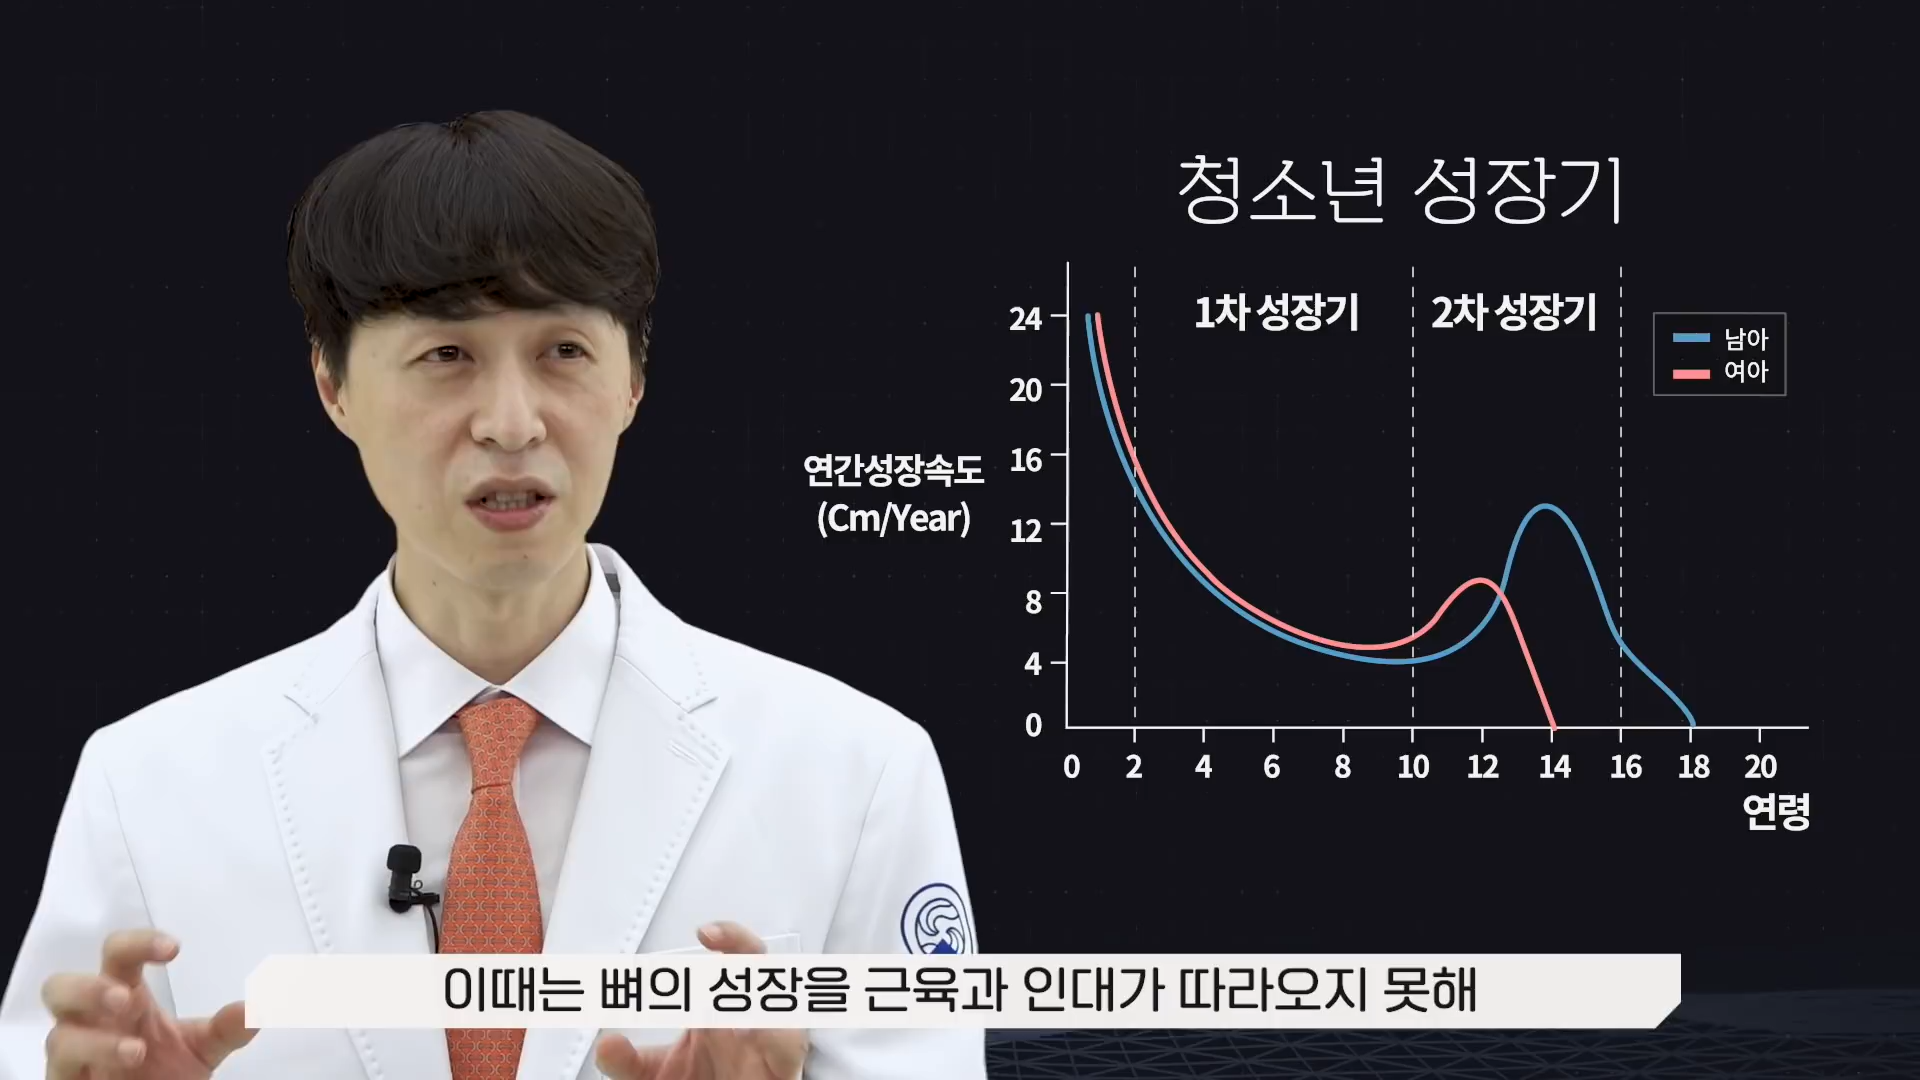 청소년 성장기
1차 성장기
2차 성장기
남아
여아
연간성장속도
(Cm/Year)
24
20
16
12
8
4
0
0 2 4 6 8 10 12 14 16 18 20
연령
이때는 뼈의 성장을 근육과 인대가 따라오지 못해